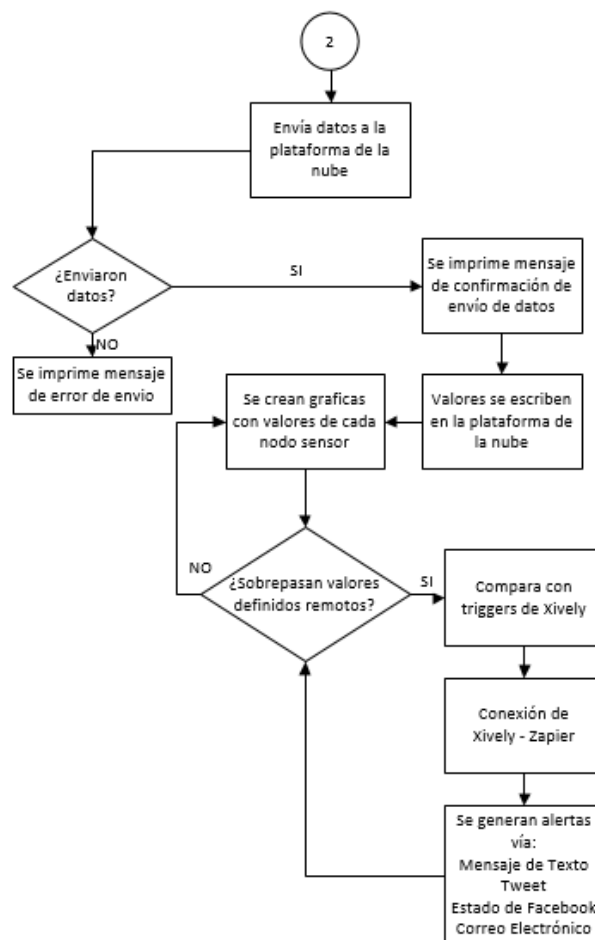 2
Envía datos a la
plataforma de la
nube
¿Enviaron
datos?
SI
Se imprime mensaje
de confirmación de
envío de datos
NO
Se imprime mensaje
de error de envio
Se crean graficas
con valores de cada
nodo sensor
Valores se escriben
en la plataforma de
la nube
NO
¿Sobrepasan valores
definidos remotos?
SI
Compara con
triggers de Xively
Conexión de
Xively - Zapier
Se generan alertas
vía:
Mensaje de Texto
Tweet
Estado de Facebook
Correo Electrónico